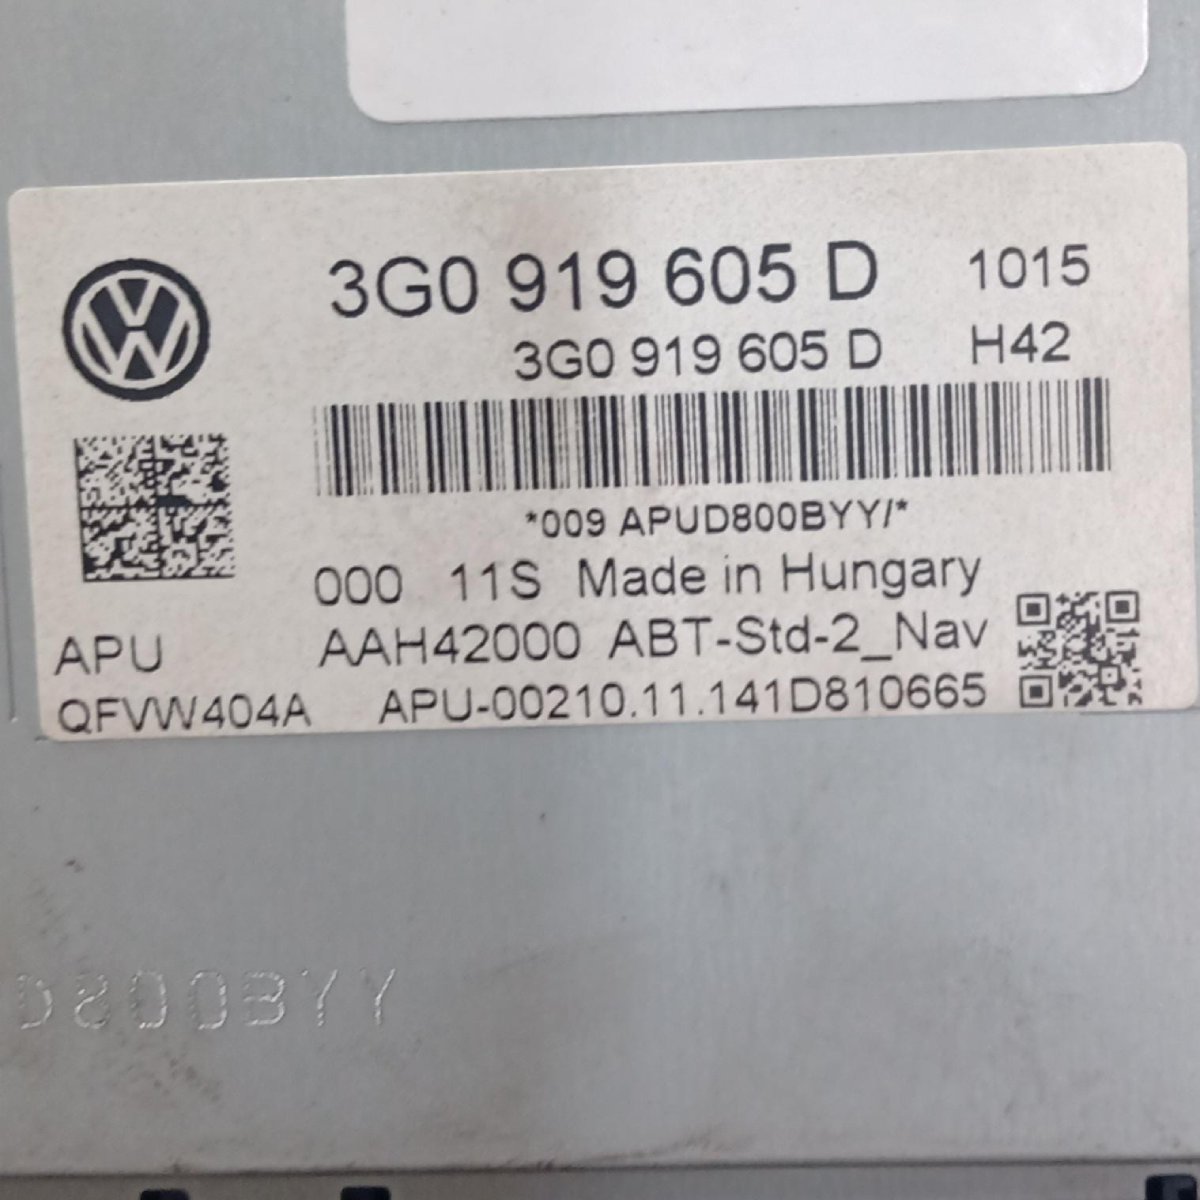 3G0 919 605 D 1015
3G0 919 605 D H42
*009 APUD800BYY/*
000 11S Made in Hungary
APU AAH42000 ABT-Std-2_Nav
QFVW404A APU-00210.11.141D810665
D800BYY